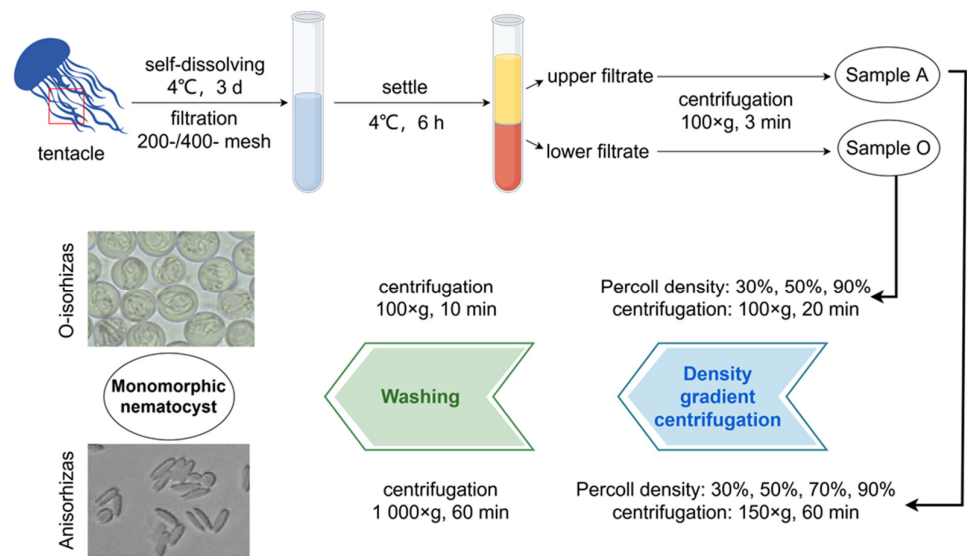 self-dissolving
4℃, 3 d
filtration
200-/400- mesh
tentacle
settle
4℃, 6 h
upper filtrate
lower filtrate
centrifugation
100×g, 3 min
Sample A
Sample O
O-isorhizas
centrifugation
100×g, 10 min
Percoll density: 30%, 50%, 90%
centrifugation: 100×g, 20 min
Monomorphic
nematocyst
Washing
Density
gradient
centrifugation
Anisorhizas
centrifugation
1 000×g, 60 min
Percoll density: 30%, 50%, 70%, 90%
centrifugation: 150×g, 60 min